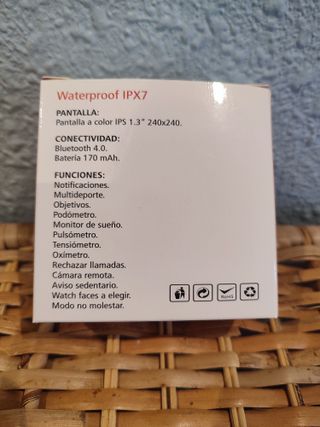 Waterproof IPX7
PANTALLA:
Pantalla a color IPS 1.3" 240x240.
CONECTIVIDAD:
Bluetooth 4.0.
Batería 170 mAh.
FUNCIONES:
Notificaciones.
Multideporte.
Objetivos.
Podómetro.
Monitor de sueño.
Pulsómetro.
Tensiómetro.
Oxímetro.
Rechazar llamadas.
Cámara remota.
Aviso sedentario.
Watch faces a elegir.
Modo no molestar.
RoHS